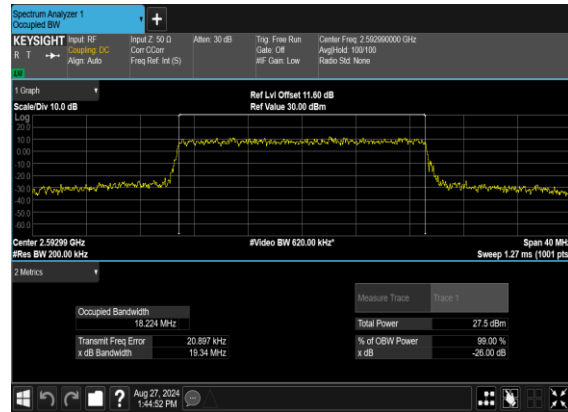 Spectrum Analyzer 1
Occupied BW
+
KEYSIGHT
R T
LXI
Input: RF
Coupling: DC
Align: Auto
Input Z: 50 Ω
Corr CCorr
Freq Ref: Int (S)
Atten: 30 dB
Trig: Free Run
Gate: Off
#IF Gain: Low
Center Freq: 2.592990000 GHz
Avg|Hold: 100/100
Radio Std: None
1 Graph
Scale/Div 10.0 dB
Ref Lvl Offset 11.60 dB
Ref Value 30.00 dBm
Log
20.0
10.0
0.00
-10.0
-20.0
-30.0
-40.0
-50.0
-60.0
Center 2.59299 GHz
#Res BW 200.00 kHz
#Video BW 620.00 kHz*
Span 40 MHz
Sweep 1.27 ms (1001 pts
2 Metrics
Occupied Bandwidth
18.224 MHz
Transmit Freq Error 20.897 kHz
x dB Bandwidth 19.34 MHz
Measure Trace Trace 1
Total Power 27.5 dBm
% of OBW Power 99.00 %
x dB -26.00 dB
?
Aug 27, 2024
1:44:52 PM